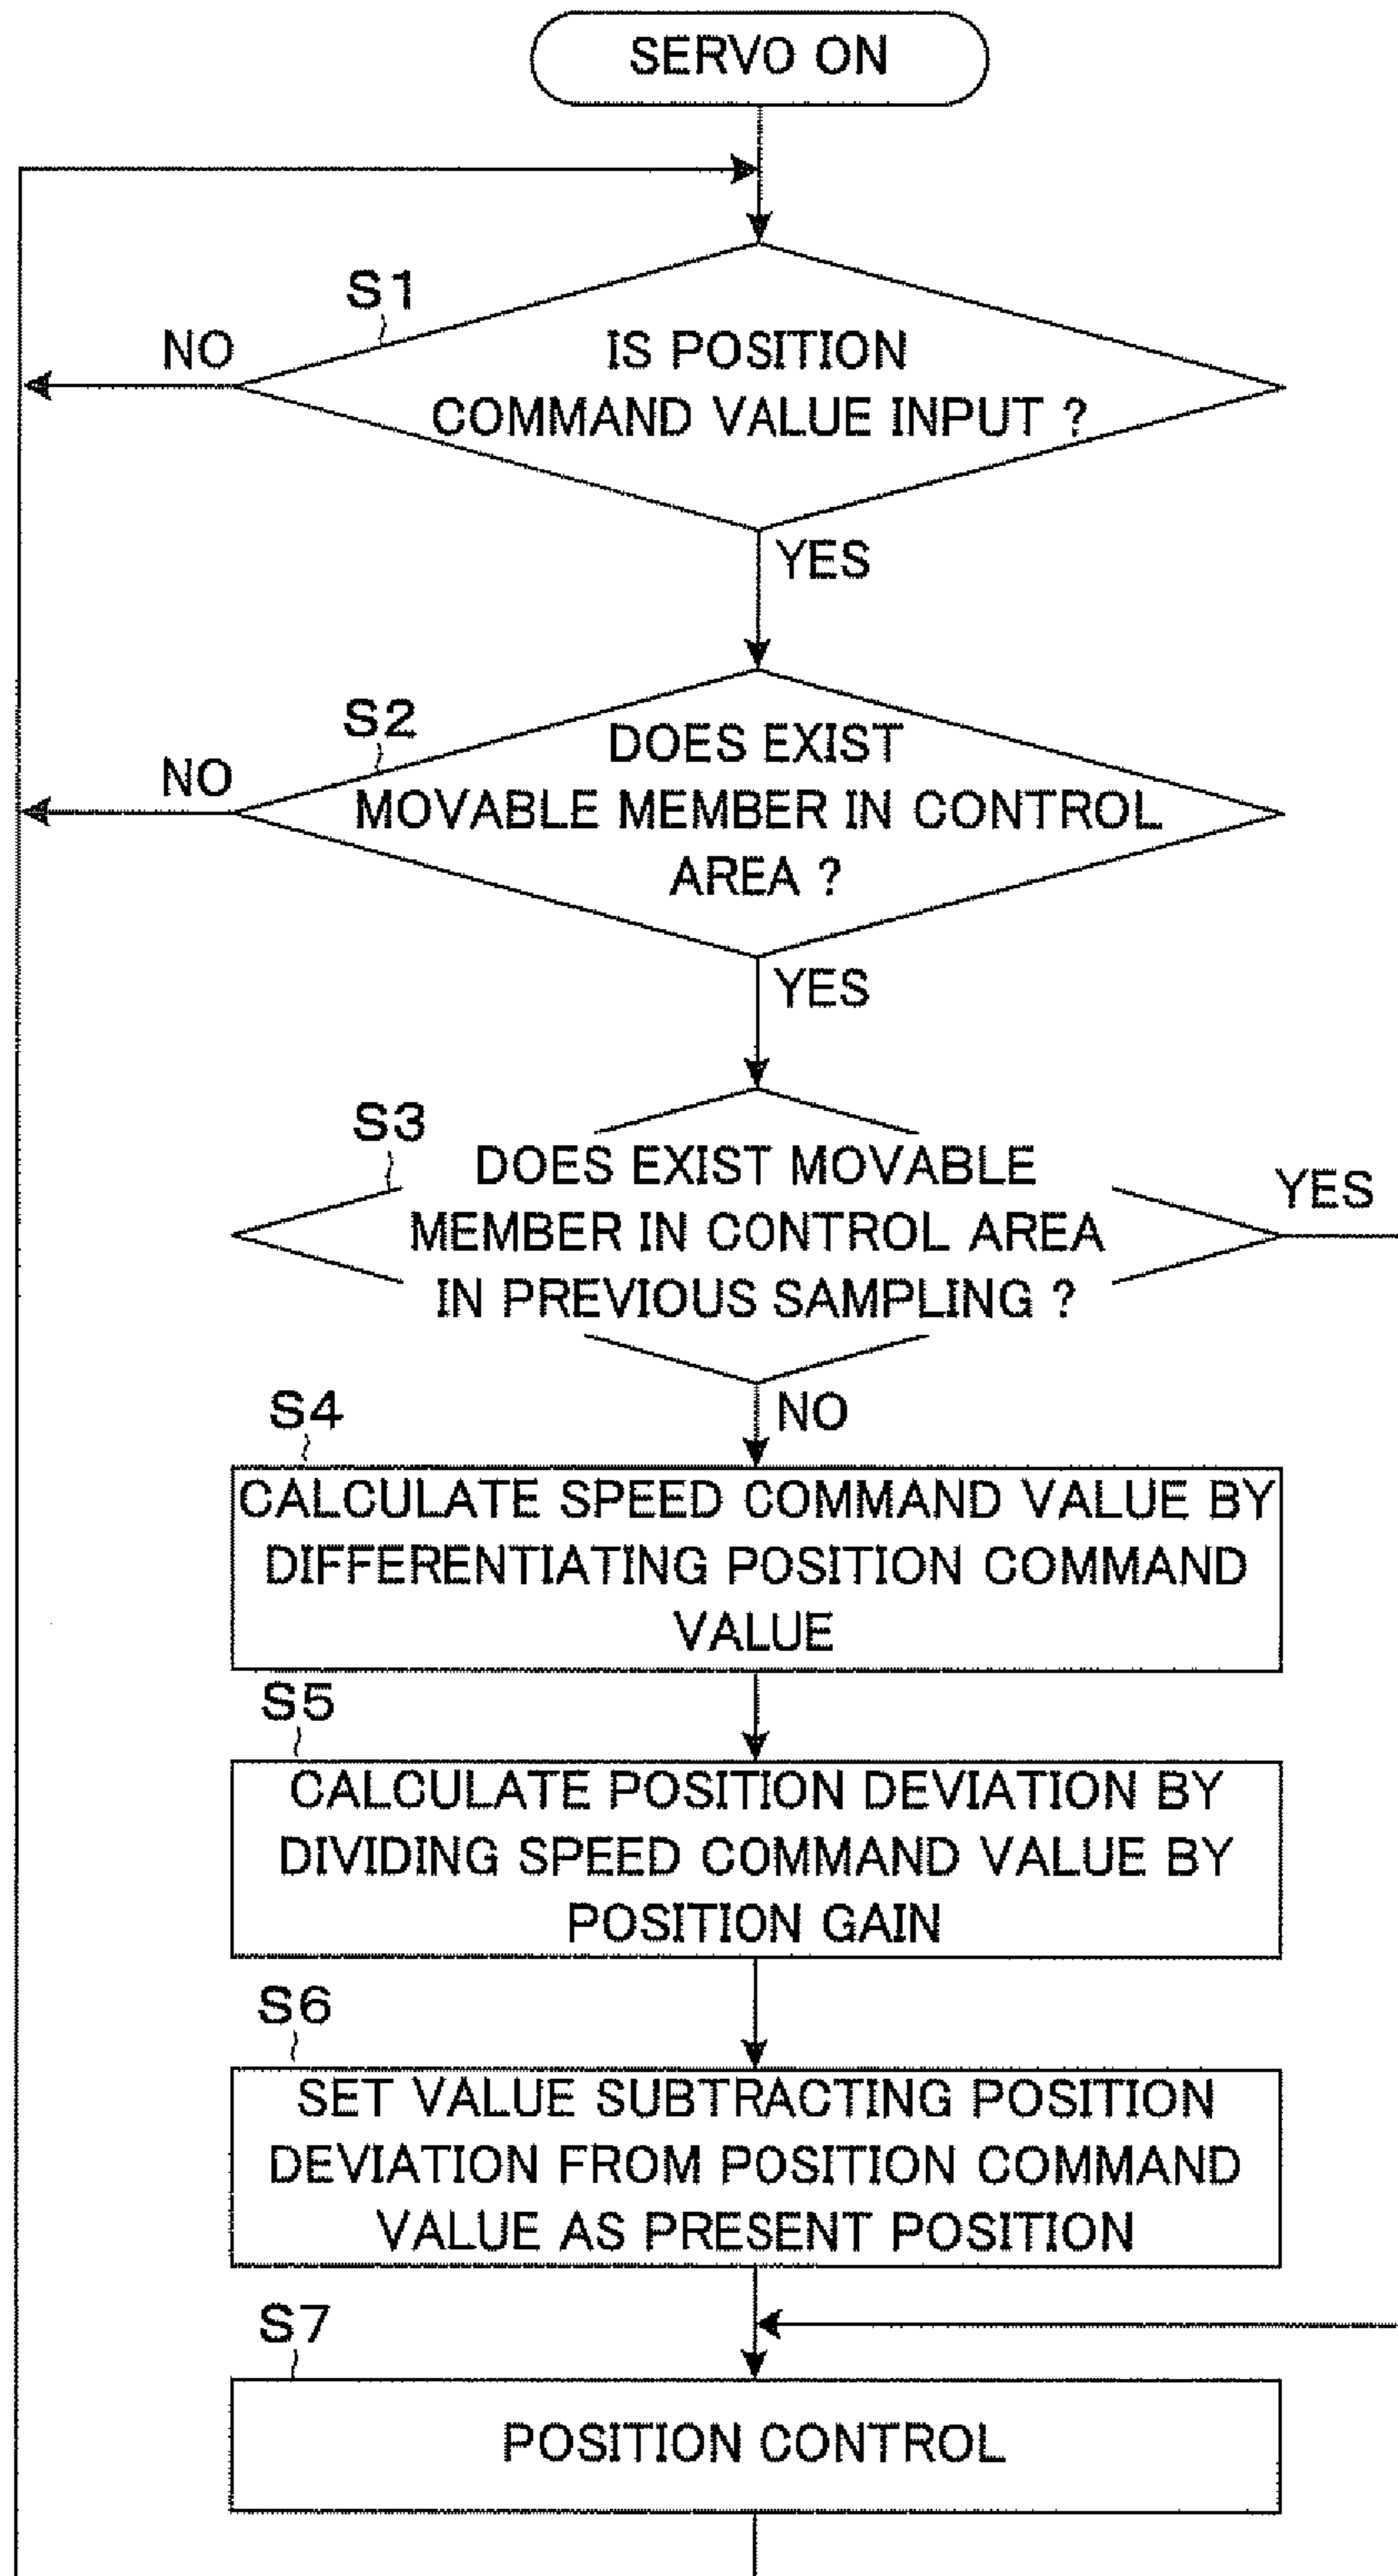 SERVO ON
S1
NO
IS POSITION
COMMAND VALUE INPUT ?
YES
S2
NO
DOES EXIST
MOVABLE MEMBER IN CONTROL
AREA ?
YES
S3
DOES EXIST MOVABLE
MEMBER IN CONTROL AREA
IN PREVIOUS SAMPLING ?
YES
NO
S4
CALCULATE SPEED COMMAND VALUE BY
DIFFERENTIATING POSITION COMMAND
VALUE
S5
CALCULATE POSITION DEVIATION BY
DIVIDING SPEED COMMAND VALUE BY
POSITION GAIN
S6
SET VALUE SUBTRACTING POSITION
DEVIATION FROM POSITION COMMAND
VALUE AS PRESENT POSITION
S7
POSITION CONTROL